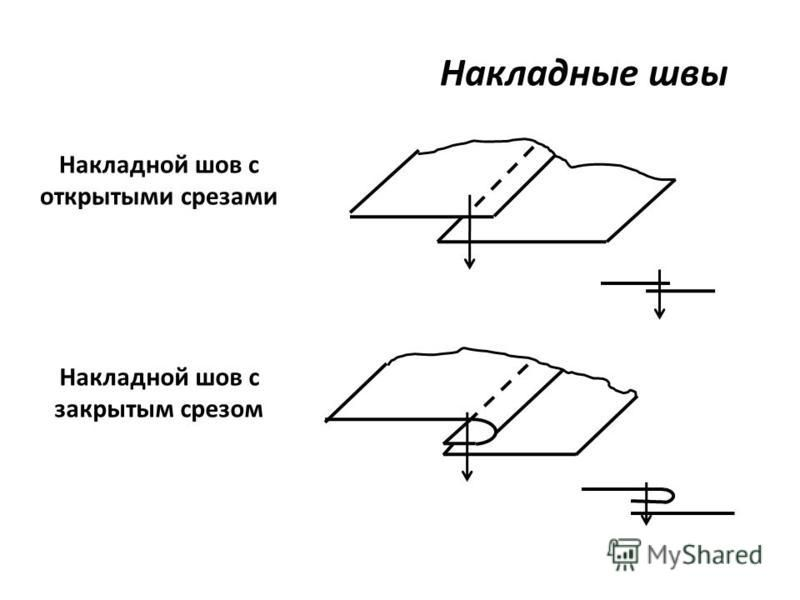 Накладные швы
Накладной шов с
открытыми срезами
Накладной шов с
закрытым срезом
MyShared